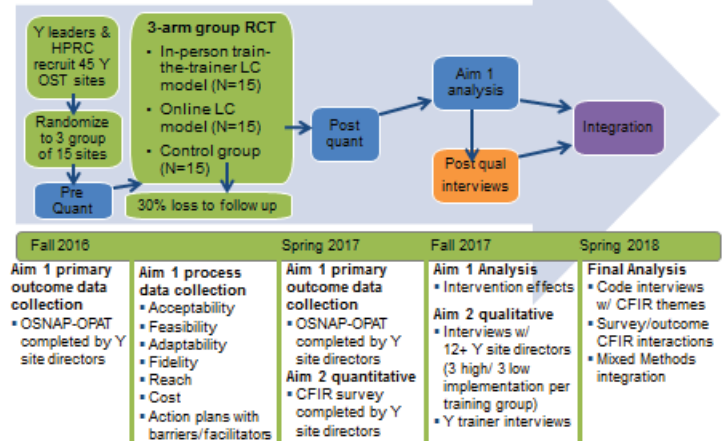 Y leaders &
HPRC
recruit 45 Y
OST sites
Randomize
to 3 group
of 15 sites
Pre
Quant
3-arm group RCT
• In-person train-
the-trainer LC
model (N=15)
• Online LC
model (N=15)
• Control group
(N=15)
30% loss to follow up
Post
quant
Aim 1
analysis
Post qual
interviews
Integration
Fall 2016
Spring 2017
Fall 2017
Spring 2018
Aim 1 primary
outcome data
collection
▪ OSNAP-OPAT
completed by Y
site directors
Aim 1 process
data collection
▪ Acceptability
▪ Feasibility
▪ Adaptability
▪ Fidelity
▪ Reach
▪ Cost
▪ Action plans with
barriers/facilitators
Aim 1 primary
outcome data
collection
▪ OSNAP-OPAT
completed by Y
site directors
Aim 2 quantitative
▪ CFIR survey
completed by Y
site directors
Aim 1 Analysis
▪ Intervention effects
Aim 2 qualitative
▪ Interviews w/
12+ Y site directors
(3 high/ 3 low
implementation per
training group)
▪ Y trainer interviews
Final Analysis
▪ Code interviews
w/ CFIR themes
▪ Survey/outcome
CFIR interactions
▪ Mixed Methods
integration